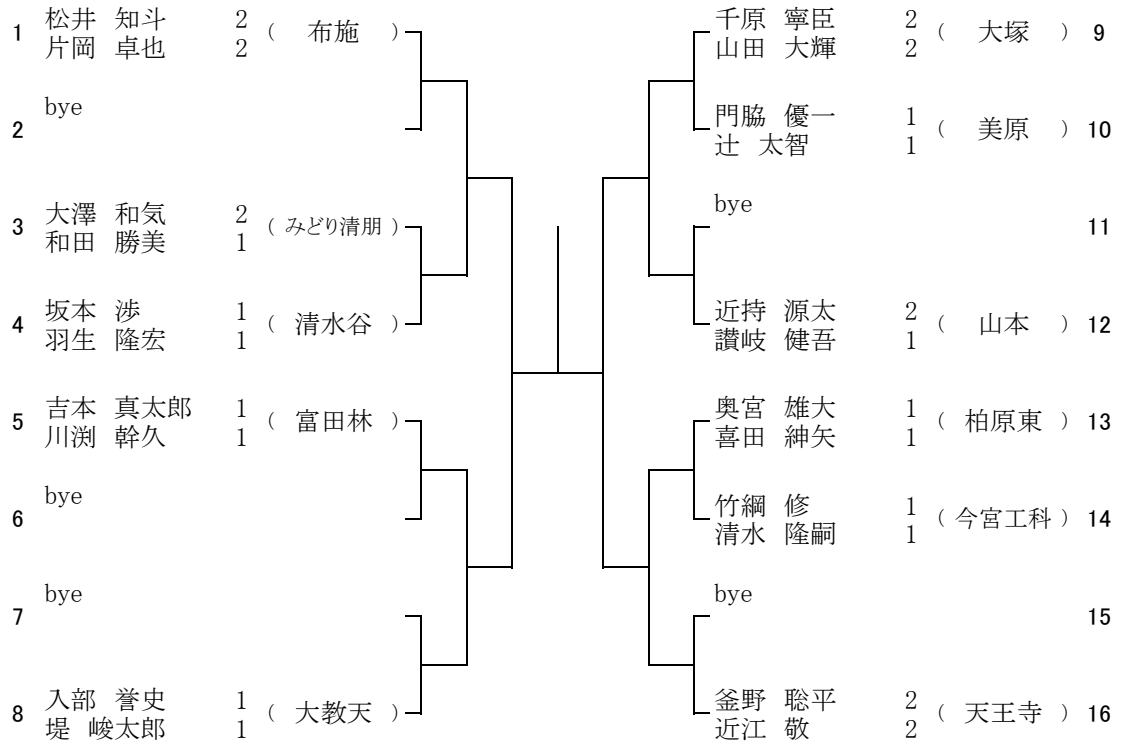 1 松井 知斗 2 ( 布施 )
片岡 卓也 2
2 bye
3 大澤 和気 2 ( みどり清朋 )
和田 勝美 1
4 坂本 渉 1 ( 清水谷 )
羽生 隆宏 1
5 吉本 真太郎 1 ( 富田林 )
川渕 幹久 1
6 bye
7 bye
8 入部 誉史 1 ( 大教天 )
堤 峻太郎 1
千原 寧臣 2 ( 大塚 ) 9
山田 大輝 2
門脇 優一 1 ( 美原 ) 10
辻 太智 1
bye 11
近持 源太 2 ( 山本 ) 12
讃岐 健吾 1
奥宮 雄大 1 ( 柏原東 ) 13
喜田 紳矢 1
竹綱 修 1 ( 今宮工科 ) 14
清水 隆嗣 1
bye 15
釜野 聡平 2 ( 天王寺 ) 16
近江 敬 2